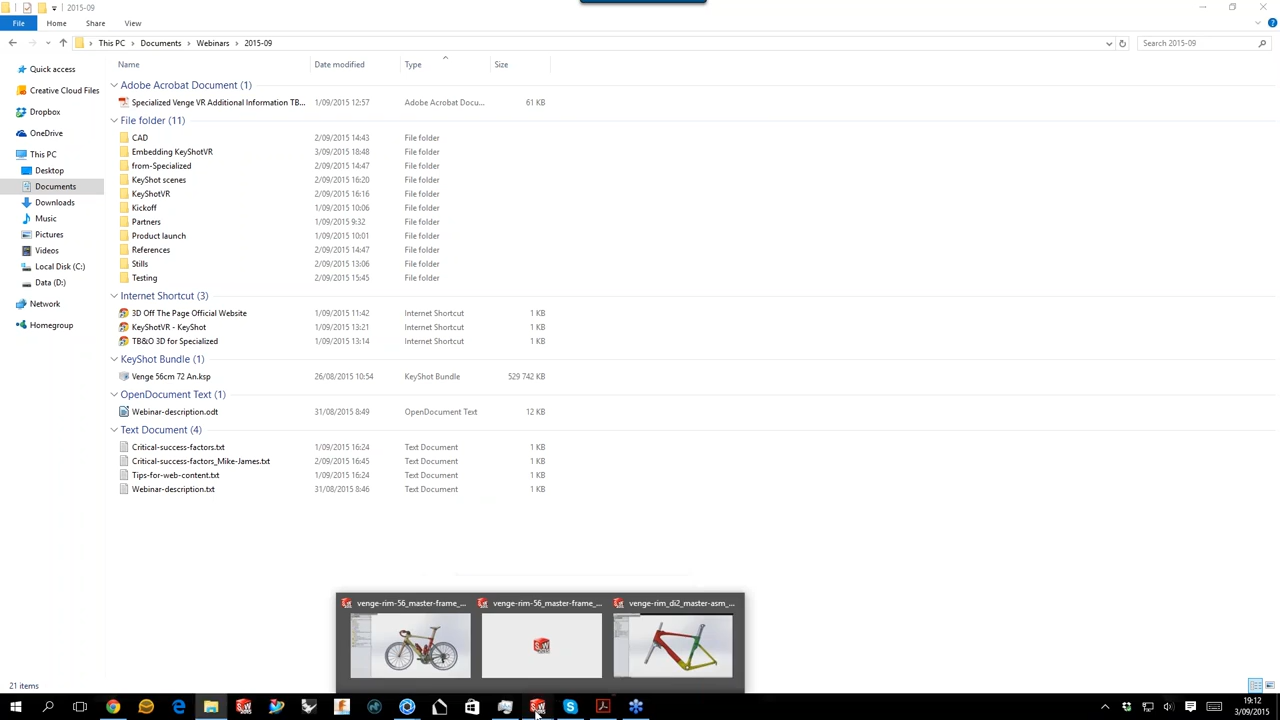 2015-09
File Home Share View
This PC Documents Webinars 2015-09 Search 2015-09
Name Date modified Type Size
Quick access
Creative Cloud Files
Dropbox
OneDrive
This PC
Desktop
Documents
Downloads
Music
Pictures
Videos
Local Disk (C:)
Data (D:)
Network
Homegroup
Adobe Acrobat Document (1)
Specialized Venge VR Additional Information TB... 1/09/2015 12:57 Adobe Acrobat Docu... 61 KB
File folder (11)
CAD 2/09/2015 14:43 File folder
Embedding KeyShotVR 3/09/2015 18:48 File folder
from-Specialized 2/09/2015 14:47 File folder
KeyShot scenes 2/09/2015 16:20 File folder
KeyShotVR 2/09/2015 16:16 File folder
Kickoff 1/09/2015 10:06 File folder
Partners 1/09/2015 9:32 File folder
Product launch 1/09/2015 10:01 File folder
References 2/09/2015 14:47 File folder
Stills 2/09/2015 13:06 File folder
Testing 2/09/2015 15:45 File folder
Internet Shortcut (3)
3D Off The Page Official Website 1/09/2015 11:42 Internet Shortcut 1 KB
KeyShotVR - KeyShot 1/09/2015 13:21 Internet Shortcut 1 KB
TB&O 3D for Specialized 1/09/2015 13:14 Internet Shortcut 1 KB
KeyShot Bundle (1)
Venge 56cm 72 An.ksp 26/08/2015 10:54 KeyShot Bundle 529 742 KB
OpenDocument Text (1)
Webinar-description.odt 31/08/2015 8:49 OpenDocument Text 12 KB
Text Document (4)
Critical-success-factors.txt 1/09/2015 16:24 Text Document 1 KB
Critical-success-factors_Mike-James.txt 2/09/2015 16:45 Text Document 1 KB
Tips-for-web-content.txt 1/09/2015 16:24 Text Document 1 KB
Webinar-description.txt 31/08/2015 8:46 Text Document 1 KB
venge-rim-56_master-frame_... venge-rim-56_master-frame_... venge-rim_di2_master-asm_...
21 items
19:12
3/09/2015